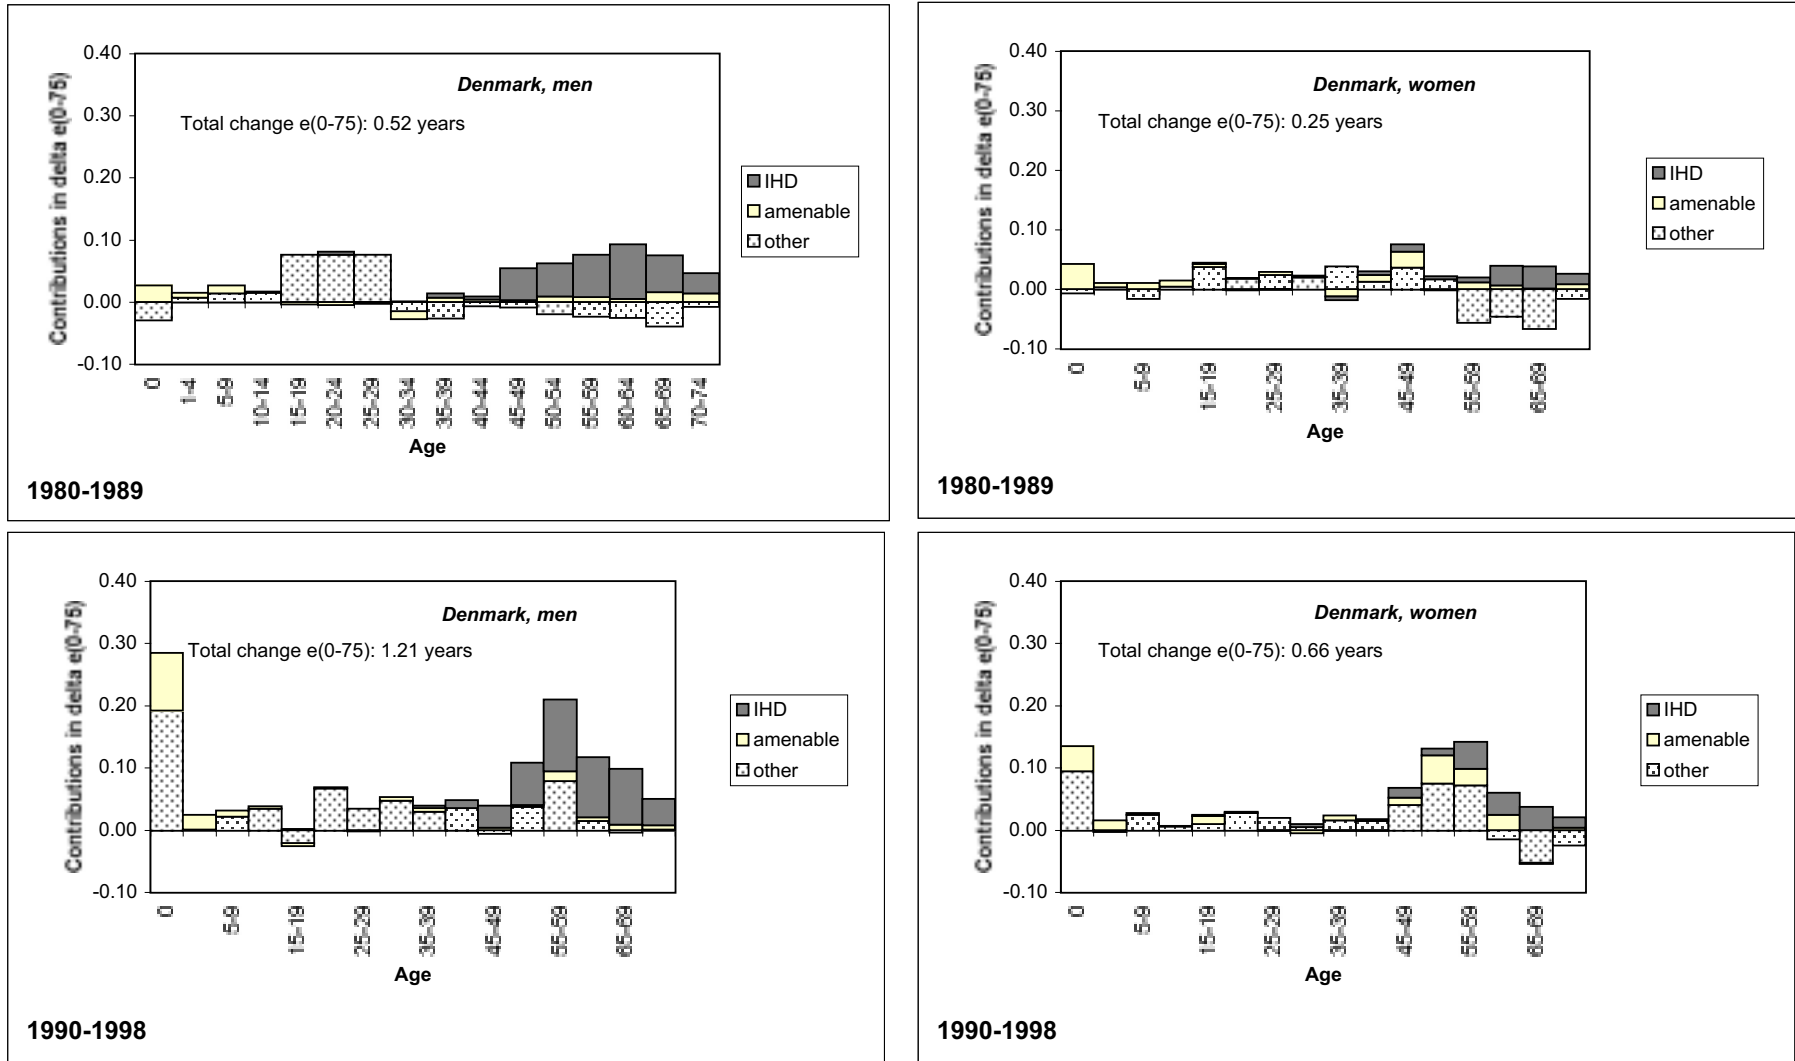 0.40
0.30
0.20
0.10
0.00
-0.10
Contributions in delta e(0-75)
Denmark, men
Total change e(0-75): 0.52 years
IHD
amenable
other
0
1-4
5-9
10-14
15-19
20-24
25-29
30-34
35-39
40-44
45-49
50-54
55-59
60-64
65-69
70-74
Age
1980-1989
0.40
0.30
0.20
0.10
0.00
-0.10
Contributions in delta e(0-75)
Denmark, women
Total change e(0-75): 0.25 years
IHD
amenable
other
0
5-9
15-19
25-29
35-39
45-49
55-59
65-69
Age
1980-1989
0.40
0.30
0.20
0.10
0.00
-0.10
Contributions in delta e(0-75)
Denmark, men
Total change e(0-75): 1.21 years
IHD
amenable
other
0
5-9
15-19
25-29
35-39
45-49
55-59
65-69
Age
1990-1998
0.40
0.30
0.20
0.10
0.00
-0.10
Contributions in delta e(0-75)
Denmark, women
Total change e(0-75): 0.66 years
IHD
amenable
other
0
5-9
15-19
25-29
35-39
45-49
55-59
65-69
Age
1990-1998